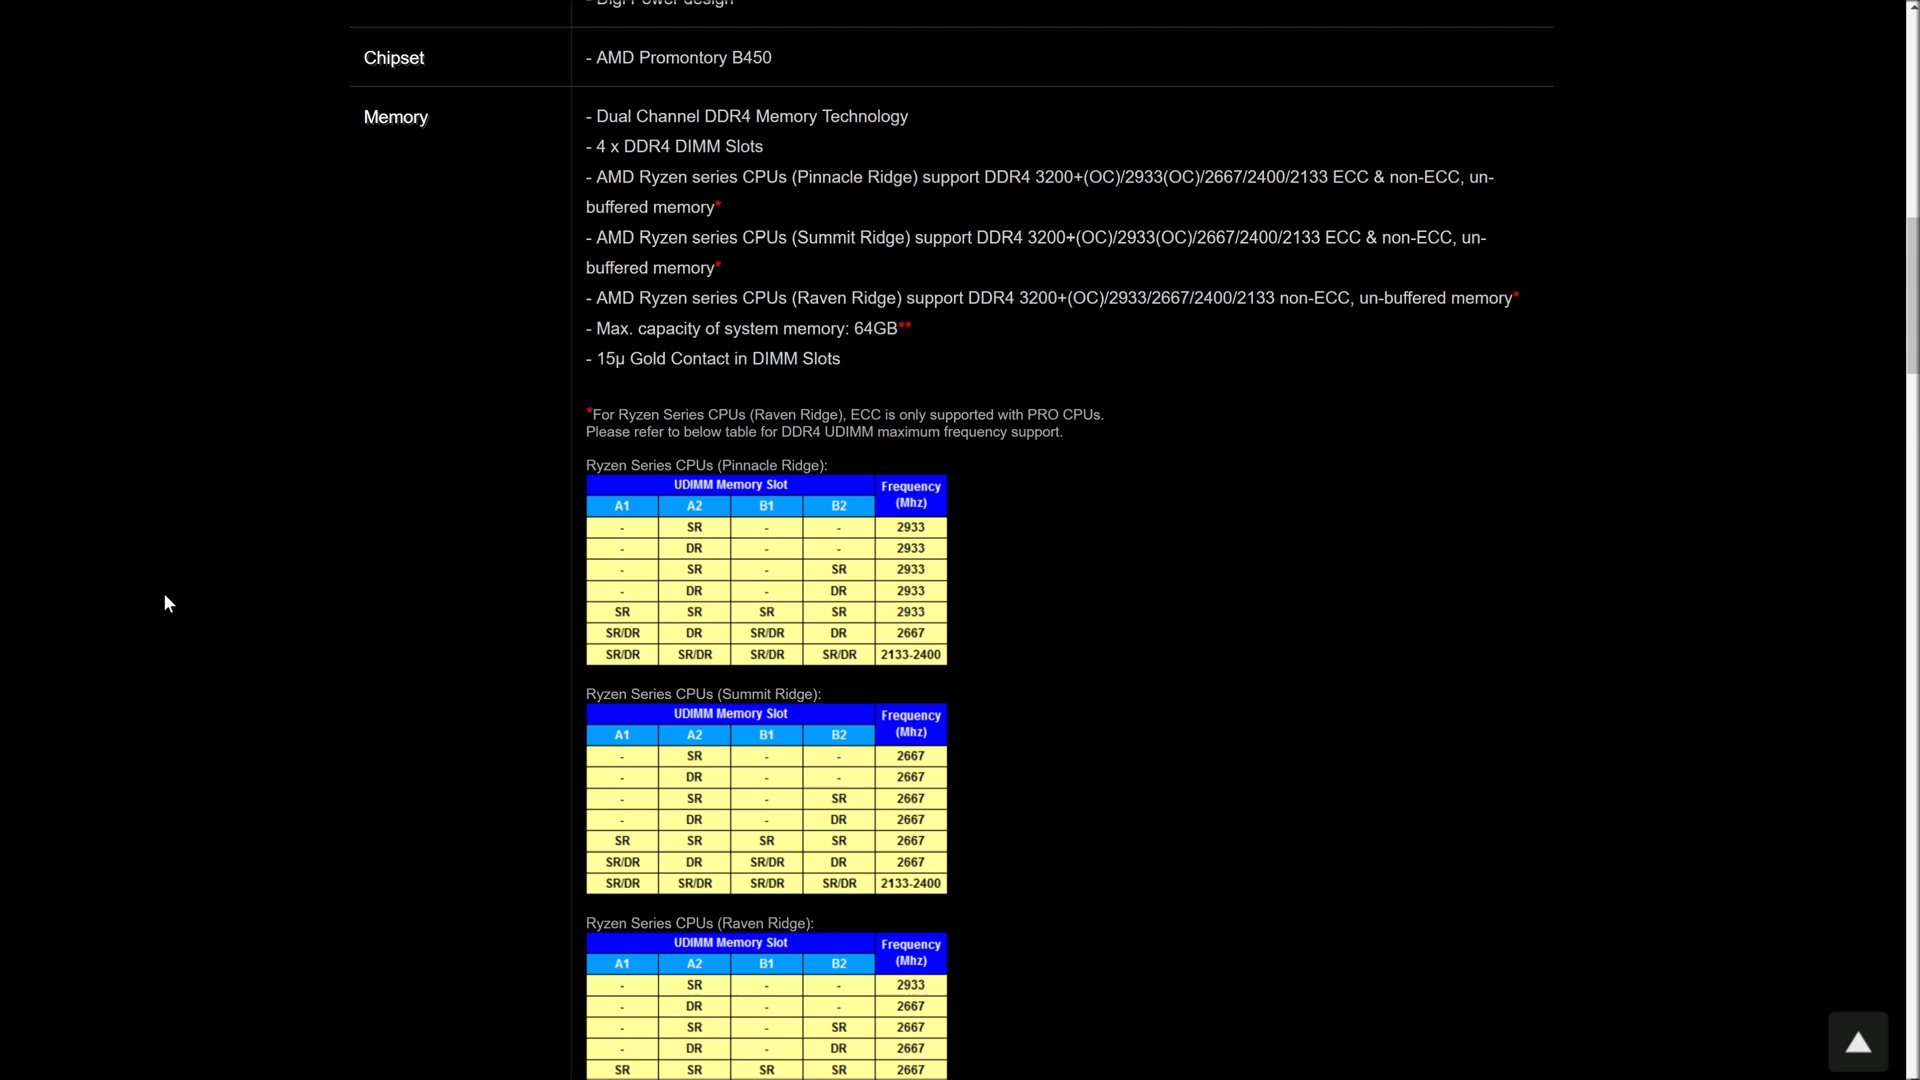 - Digi Power design
Chipset
- AMD Promontory B450
Memory
- Dual Channel DDR4 Memory Technology
- 4 x DDR4 DIMM Slots
- AMD Ryzen series CPUs (Pinnacle Ridge) support DDR4 3200+(OC)/2933(OC)/2667/2400/2133 ECC & non-ECC, un-
buffered memory*
- AMD Ryzen series CPUs (Summit Ridge) support DDR4 3200+(OC)/2933(OC)/2667/2400/2133 ECC & non-ECC, un-
buffered memory*
- AMD Ryzen series CPUs (Raven Ridge) support DDR4 3200+(OC)/2933/2667/2400/2133 non-ECC, un-buffered memory*
- Max. capacity of system memory: 64GB**
- 15μ Gold Contact in DIMM Slots
*For Ryzen Series CPUs (Raven Ridge), ECC is only supported with PRO CPUs.
Please refer to below table for DDR4 UDIMM maximum frequency support.
Ryzen Series CPUs (Pinnacle Ridge):
UDIMM Memory Slot Frequency (Mhz)
A1 A2 B1 B2
- SR - - 2933
- DR - - 2933
- SR - SR 2933
- DR - DR 2933
SR SR SR SR 2933
SR/DR DR SR/DR DR 2667
SR/DR SR/DR SR/DR SR/DR 2133-2400
Ryzen Series CPUs (Summit Ridge):
UDIMM Memory Slot Frequency (Mhz)
A1 A2 B1 B2
- SR - - 2667
- DR - - 2667
- SR - SR 2667
- DR - DR 2667
SR SR SR SR 2667
SR/DR DR SR/DR DR 2667
SR/DR SR/DR SR/DR SR/DR 2133-2400
Ryzen Series CPUs (Raven Ridge):
UDIMM Memory Slot Frequency (Mhz)
A1 A2 B1 B2
- SR - - 2933
- DR - - 2667
- SR - SR 2667
- DR - DR 2667
SR SR SR SR 2667